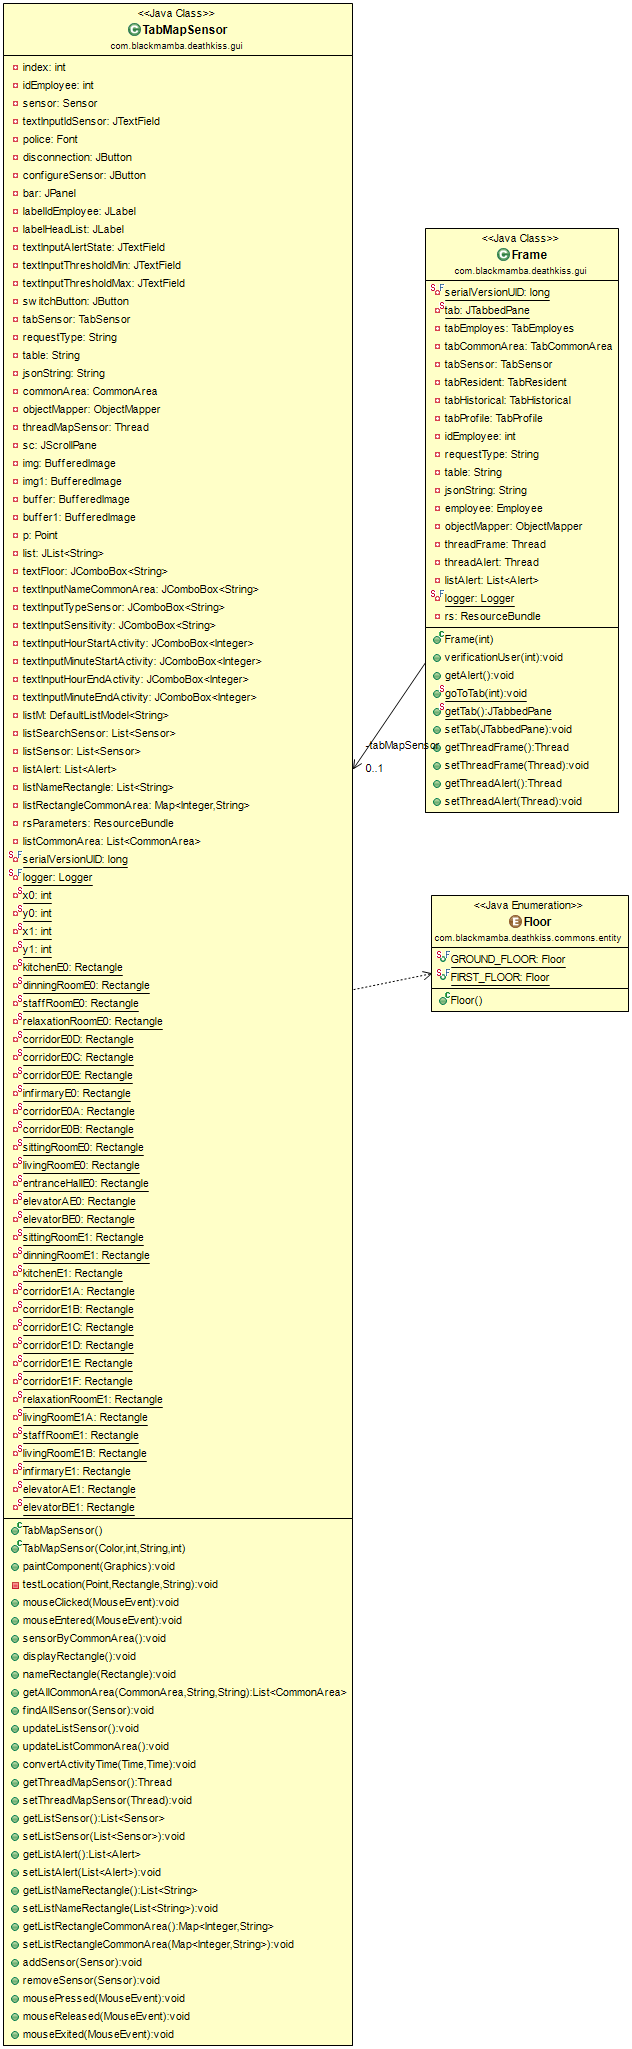 <<Java Class>>
TabMapSensor
com.blackmamba.deathkiss.gui
index: int
idEmployee: int
sensor: Sensor
textInputIdSensor: JTextField
police: Font
disconnection: JButton
configureSensor: JButton
bar: JPanel
labelIdEmployee: JLabel
labelHeadList: JLabel
textInputAlertState: JTextField
textInputThresholdMin: JTextField
textInputThresholdMax: JTextField
switchButton: JButton
tabSensor: TabSensor
requestType: String
table: String
jsonString: String
commonArea: CommonArea
objectMapper: ObjectMapper
threadMapSensor: Thread
sc: JScrollPane
img: BufferedImage
img1: BufferedImage
buffer: BufferedImage
buffer1: BufferedImage
p: Point
list: JList<String>
textFloor: JComboBox<String>
textInputNameCommonArea: JComboBox<String>
textInputTypeSensor: JComboBox<String>
textInputSensitivity: JComboBox<String>
textInputHourStartActivity: JComboBox<Integer>
textInputMinuteStartActivity: JComboBox<Integer>
textInputHourEndActivity: JComboBox<Integer>
textInputMinuteEndActivity: JComboBox<Integer>
listM: DefaultListModel<String>
listSearchSensor: List<Sensor>
listSensor: List<Sensor>
listAlert: List<Alert>
listNameRectangle: List<String>
listRectangleCommonArea: Map<Integer,String>
rsParameters: ResourceBundle
listCommonArea: List<CommonArea>
serialVersionUID: long
logger: Logger
x0: int
y0: int
x1: int
y1: int
kitchenE0: Rectangle
dinningRoomE0: Rectangle
staffRoomE0: Rectangle
relaxationRoomE0: Rectangle
corridorE0D: Rectangle
corridorE0C: Rectangle
corridorE0E: Rectangle
infirmaryE0: Rectangle
corridorE0A: Rectangle
corridorE0B: Rectangle
sittingRoomE0: Rectangle
livingRoomE0: Rectangle
entranceHallE0: Rectangle
elevatorAE0: Rectangle
elevatorBE0: Rectangle
sittingRoomE1: Rectangle
dinningRoomE1: Rectangle
kitchenE1: Rectangle
corridorE1A: Rectangle
corridorE1B: Rectangle
corridorE1C: Rectangle
corridorE1D: Rectangle
corridorE1E: Rectangle
corridorE1F: Rectangle
relaxationRoomE1: Rectangle
livingRoomE1A: Rectangle
staffRoomE1: Rectangle
livingRoomE1B: Rectangle
infirmaryE1: Rectangle
elevatorAE1: Rectangle
elevatorBE1: Rectangle
TabMapSensor()
TabMapSensor(Color,int,String,int)
paintComponent(Graphics):void
testLocation(Point,Rectangle,String):void
mouseClicked(MouseEvent):void
mouseEntered(MouseEvent):void
sensorByCommonArea():void
displayRectangle():void
nameRectangle(Rectangle):void
getAllCommonArea(CommonArea,String,String):List<CommonArea>
findAllSensor(Sensor):void
updateListSensor():void
updateListCommonArea():void
convertActivityTime(Time,Time):void
getThreadMapSensor():Thread
setThreadMapSensor(Thread):void
getListSensor():List<Sensor>
setListSensor(List<Sensor>):void
getListAlert():List<Alert>
setListAlert(List<Alert>):void
getListNameRectangle():List<String>
setListNameRectangle(List<String>):void
getListRectangleCommonArea():Map<Integer,String>
setListRectangleCommonArea(Map<Integer,String>):void
addSensor(Sensor):void
removeSensor(Sensor):void
mousePressed(MouseEvent):void
mouseReleased(MouseEvent):void
mouseExited(MouseEvent):void
<<Java Class>>
Frame
com.blackmamba.deathkiss.gui
serialVersionUID: long
tab: JTabbedPane
tabEmployes: TabEmployes
tabCommonArea: TabCommonArea
tabSensor: TabSensor
tabResident: TabResident
tabHistorical: TabHistorical
tabProfile: TabProfile
idEmployee: int
requestType: String
table: String
jsonString: String
employee: Employee
objectMapper: ObjectMapper
threadFrame: Thread
threadAlert: Thread
listAlert: List<Alert>
logger: Logger
rs: ResourceBundle
Frame(int)
verificationUser(int):void
getAlert():void
goToTab(int):void
getTab():JTabbedPane
setTab(JTabbedPane):void
getThreadFrame():Thread
setThreadFrame(Thread):void
getThreadAlert():Thread
setThreadAlert(Thread):void
-tabMapSensor
0..1
<<Java Enumeration>>
Floor
com.blackmamba.deathkiss.commons.entity
GROUND_FLOOR: Floor
FIRST_FLOOR: Floor
Floor()